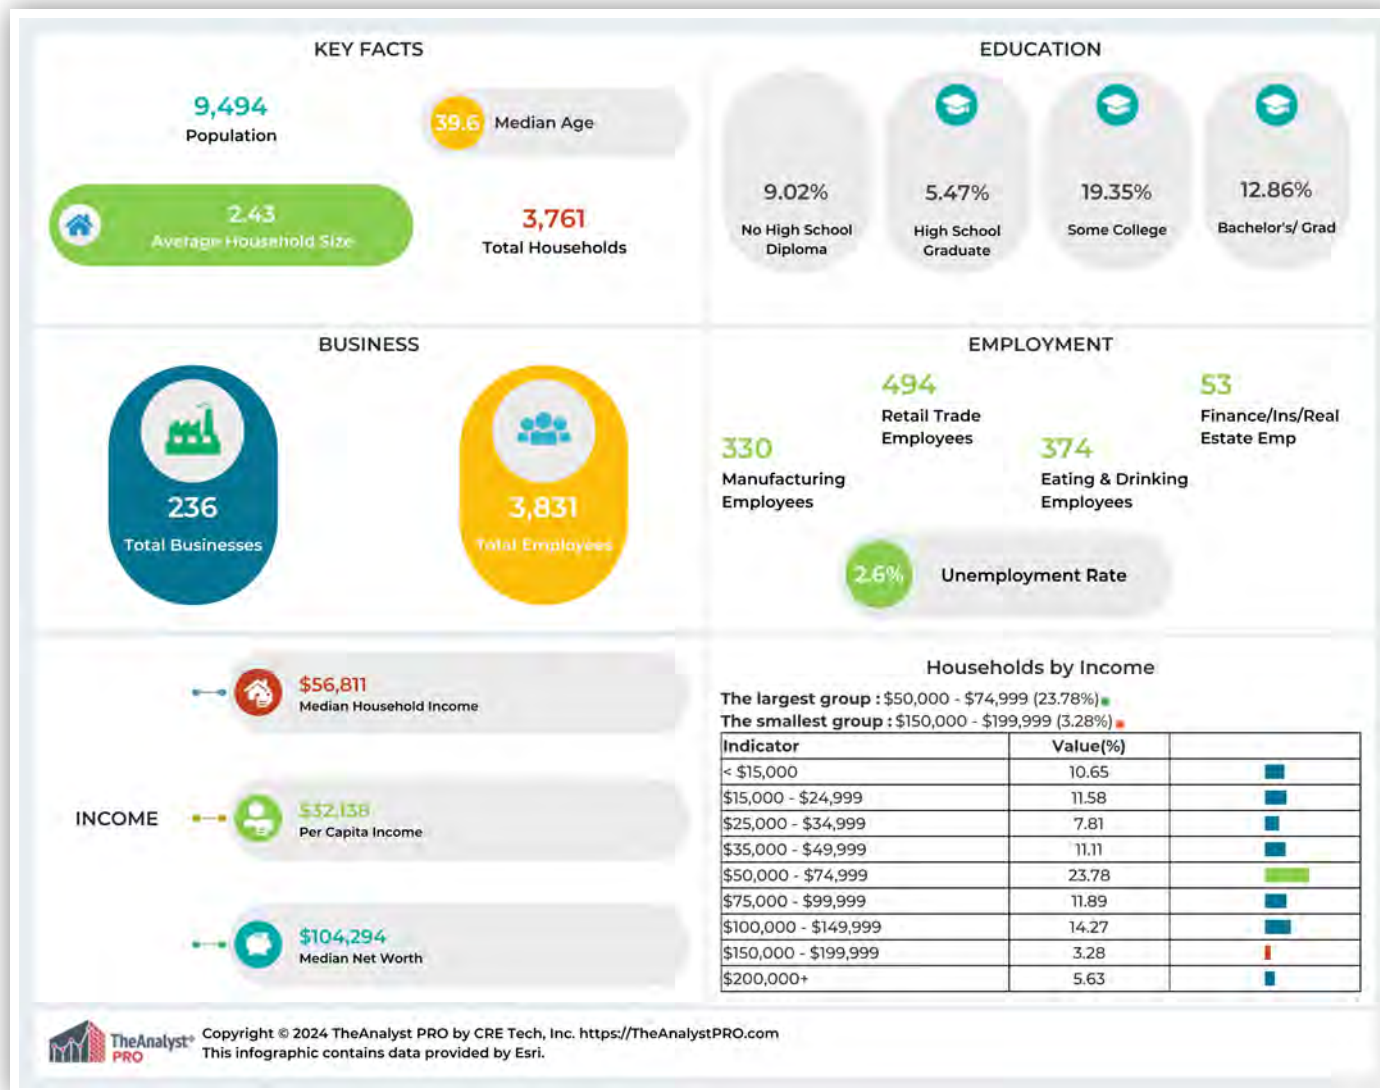 KEY FACTS
9,494
Population
39.6 Median Age
2.43
Average Household Size
3,761
Total Households
EDUCATION
9.02%
No High School
Diploma
5.47%
High School
Graduate
19.35%
Some College
12.86%
Bachelor's/ Grad
BUSINESS
236
Total Businesses
3,831
Total Employees
EMPLOYMENT
330
Manufacturing
Employees
494
Retail Trade
Employees
374
Eating & Drinking
Employees
53
Finance/Ins/Real
Estate Emp
2.6% Unemployment Rate
INCOME
$56,811
Median Household Income
$32,138
Per Capita Income
$104,294
Median Net Worth
Households by Income
The largest group : $50,000 - $74,999 (23.78%)
The smallest group : $150,000 - $199,999 (3.28%)
Indicator Value(%)
< $15,000 10.65
$15,000 - $24,999 11.58
$25,000 - $34,999 7.81
$35,000 - $49,999 11.11
$50,000 - $74,999 23.78
$75,000 - $99,999 11.89
$100,000 - $149,999 14.27
$150,000 - $199,999 3.28
$200,000+ 5.63
TheAnalyst®
PRO
Copyright © 2024 TheAnalyst PRO by CRE Tech, Inc. https://TheAnalystPRO.com
This infographic contains data provided by Esri.